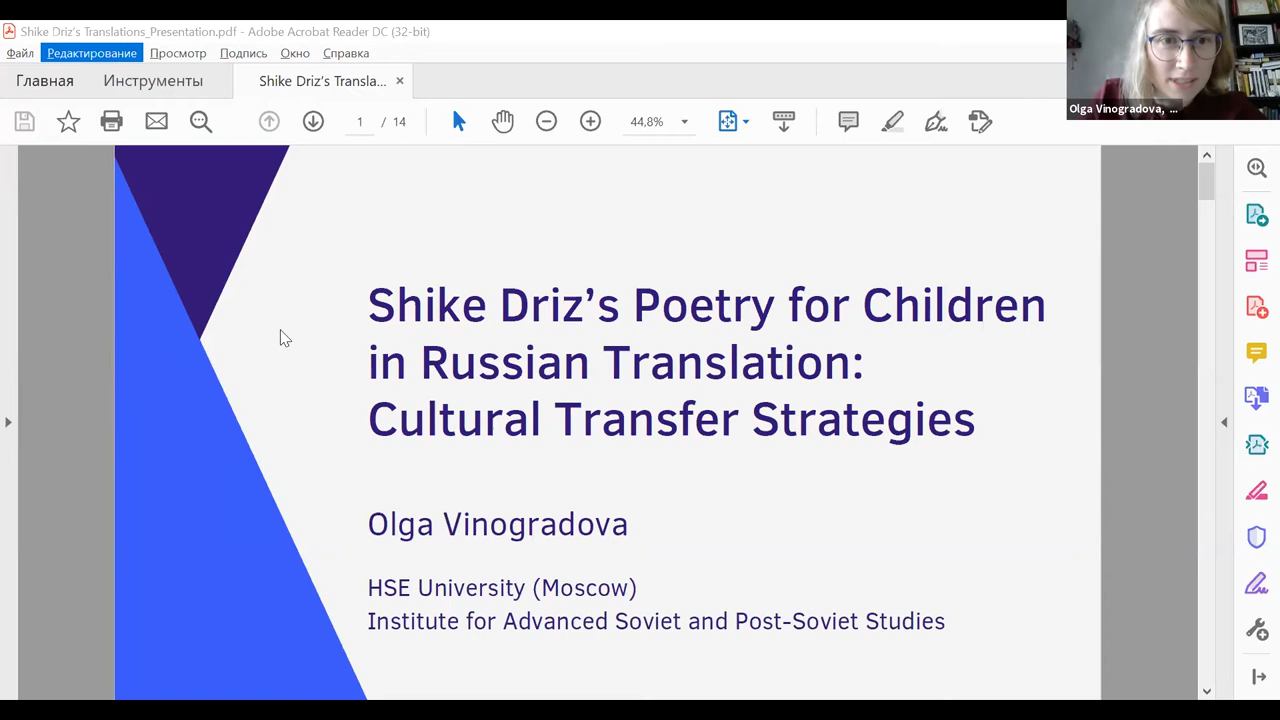 Shike Driz's Translations_Presentation.pdf - Adobe Acrobat Reader DC (32-bit)
Файл Редактирование Просмотр Подпись Окно Справка
Главная Инструменты Shike Driz's Transla... ×
1 / 14 44,8%
Olga Vinogradova, ...
Shike Driz’s Poetry for Children
in Russian Translation:
Cultural Transfer Strategies
Olga Vinogradova
HSE University (Moscow)
Institute for Advanced Soviet and Post-Soviet Studies